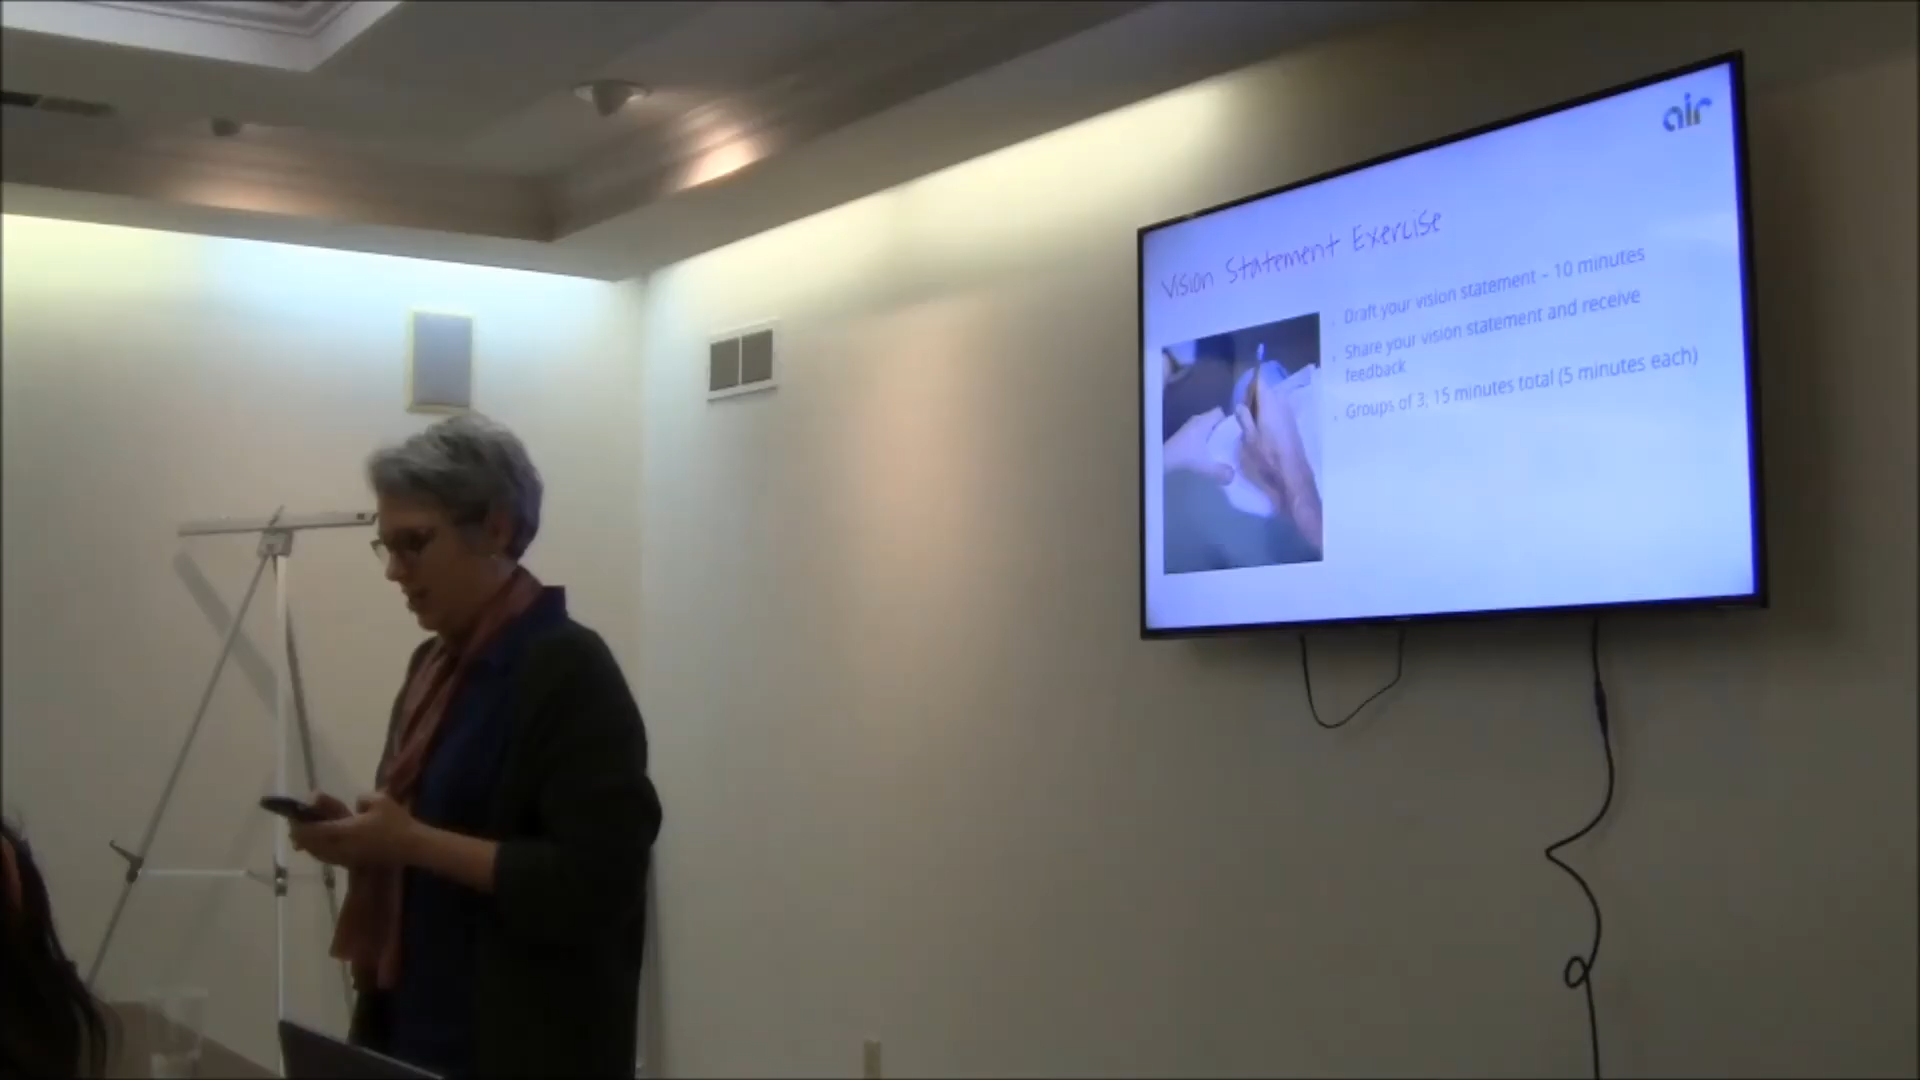 air
Vision Statement Exercise
Draft your vision statement – 10 minutes
Share your vision statement and receive
feedback
Groups of 3, 15 minutes total (5 minutes each)